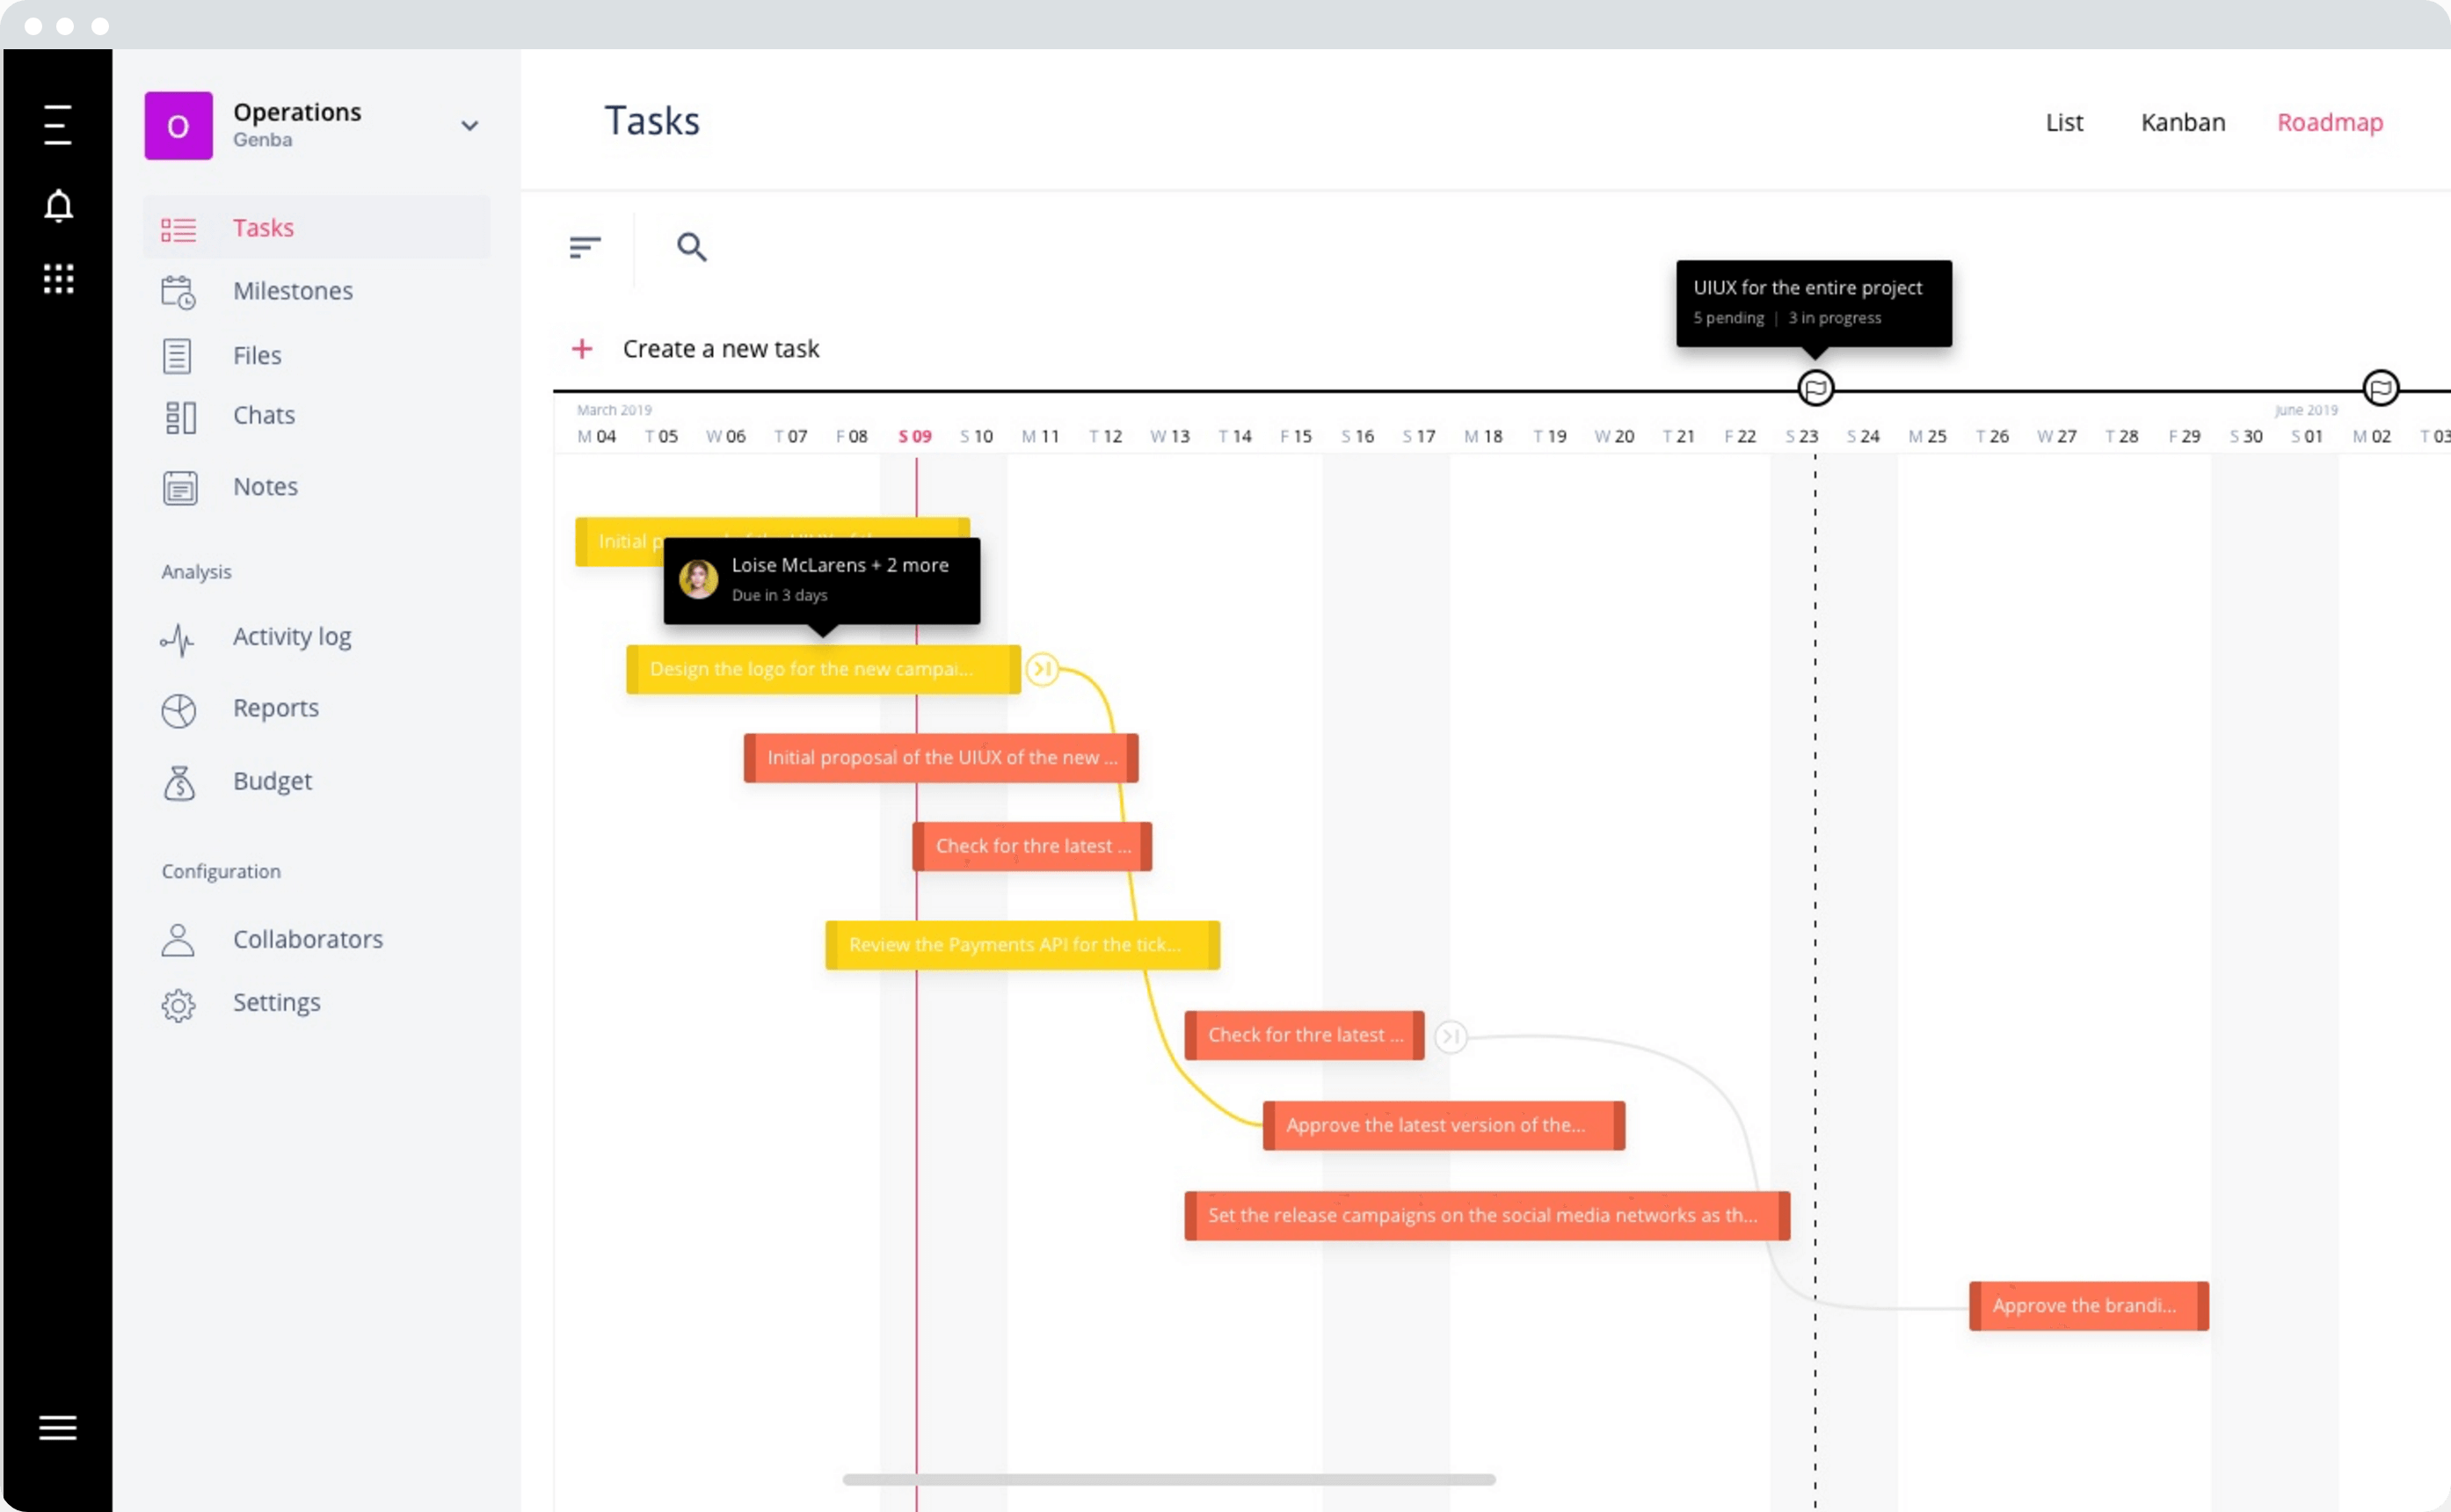 O
Operations
Genba
Tasks
Milestones
Files
Chats
Notes
Analysis
Activity log
Reports
Budget
Configuration
Collaborators
Settings
Tasks
List Kanban Roadmap
UIUX for the entire project
5 pending | 3 in progress
+ Create a new task
March 2019 June 2019
M 04 T 05 W 06 T 07 F 08 S 09 S 10 M 11 T 12 W 13 T 14 F 15 S 16 S 17 M 18 T 19 W 20 T 21 F 22 S 23 S 24 M 25 T 26 W 27 T 28 F 29 S 30 S 01 M 02 T 03
Initial
Loise McLarens + 2 more
Due in 3 days
Design the logo for the new campai...
Initial proposal of the UIUX of the new ...
Check for thre latest ...
Review the Payments API for the tick...
Check for thre latest ...
Approve the latest version of the...
Set the release campaigns on the social media networks as th...
Approve the brandi...